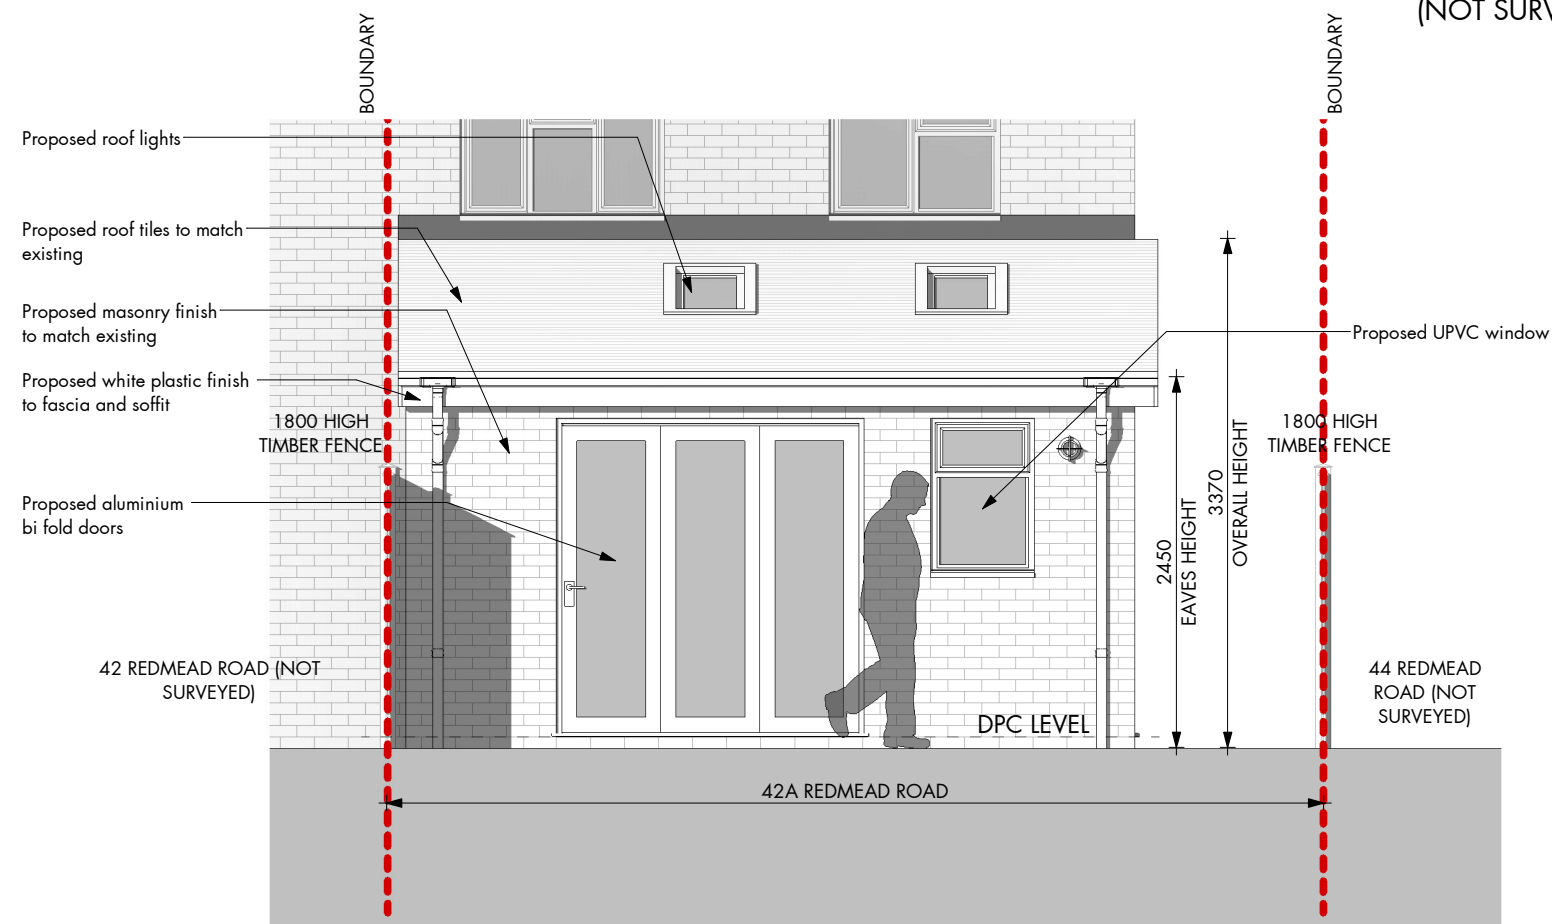 (NOT SURV
BOUNDARY
BOUNDARY
Proposed roof lights
Proposed roof tiles to match
existing
Proposed masonry finish
to match existing
Proposed UPVC window
Proposed white plastic finish
to fascia and soffit
1800 HIGH
TIMBER FENCE
1800 HIGH
TIMBER FENCE
Proposed aluminium
bi fold doors
2450
EAVES HEIGHT
3370
OVERALL HEIGHT
42 REDMEAD ROAD (NOT
SURVEYED)
44 REDMEAD
ROAD (NOT
SURVEYED)
DPC LEVEL
42A REDMEAD ROAD